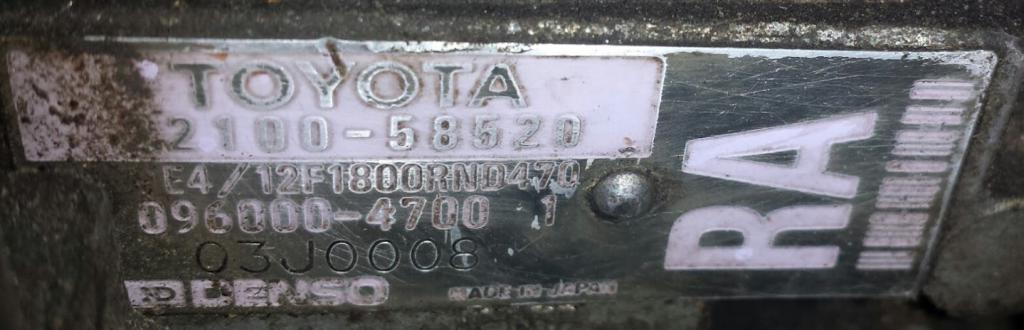 TOYOTA
2100-58520
E4/12F1800RND470
096000-4700 1
03J0008
DENSO
MADE IN JAPAN
RA